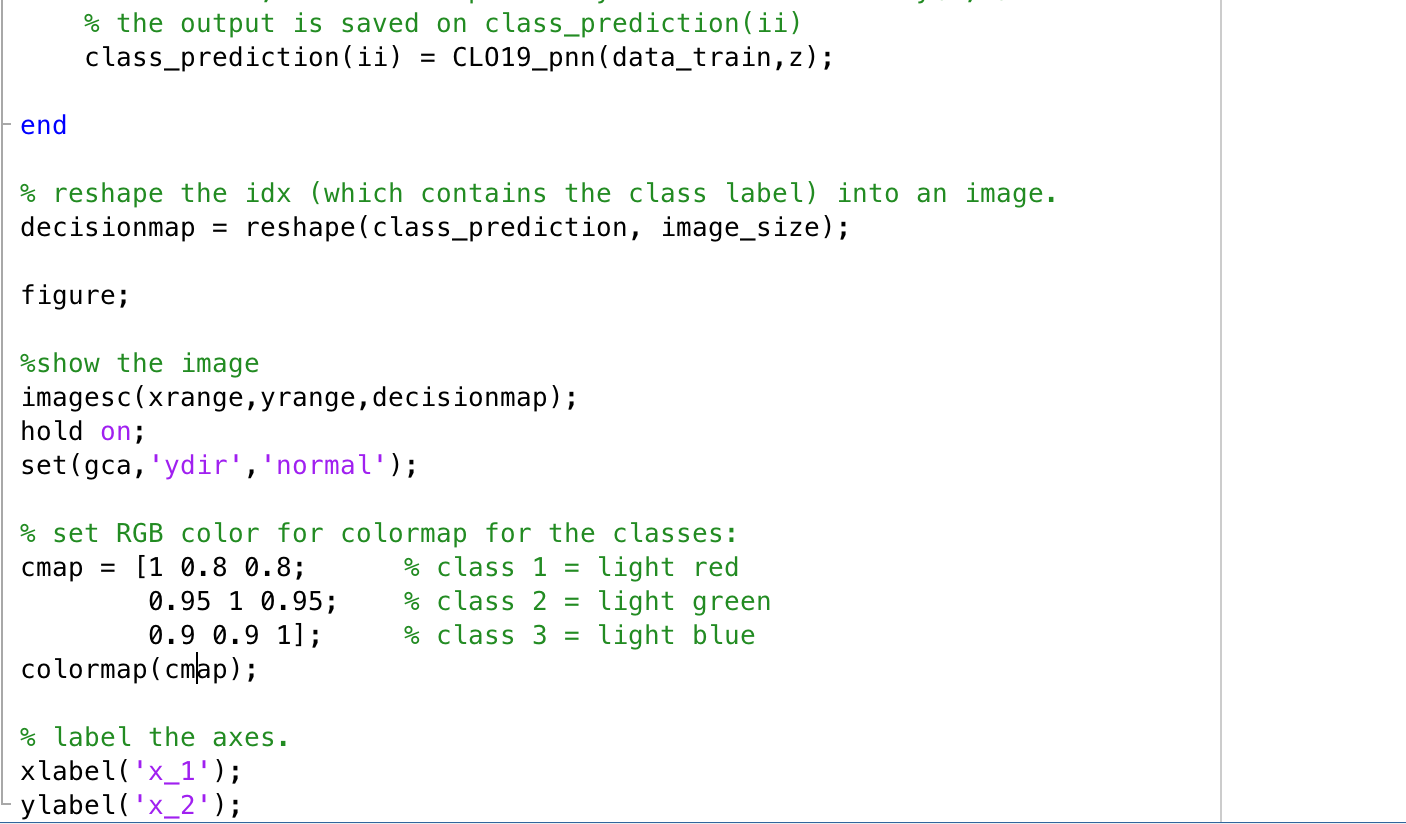 % the output is saved on class_prediction(ii)
class_prediction(ii) = CLO19_pnn(data_train,z);
end
% reshape the idx (which contains the class label) into an image.
decisionmap = reshape(class_prediction, image_size);
figure;
%show the image
imagesc(xrange,yrange,decisionmap);
hold on;
set(gca,'ydir','normal');
% set RGB color for colormap for the classes:
cmap = [1 0.8 0.8;      % class 1 = light red
0.95 1 0.95;    % class 2 = light green
0.9 0.9 1];     % class 3 = light blue
colormap(cmap);
% label the axes.
xlabel('x_1');
ylabel('x_2');